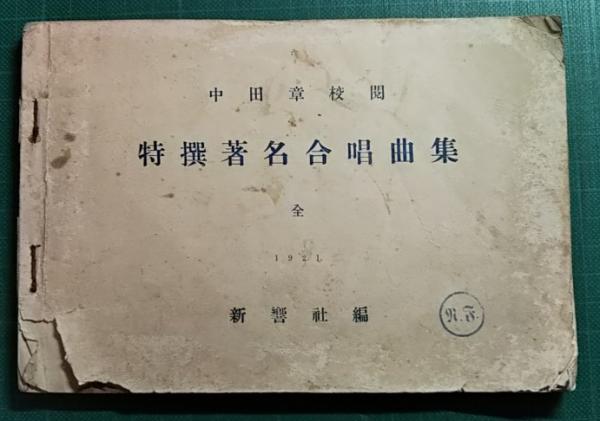 中田章校閲
特撰著名合唱曲集
全
1921
新響社編
R.F.